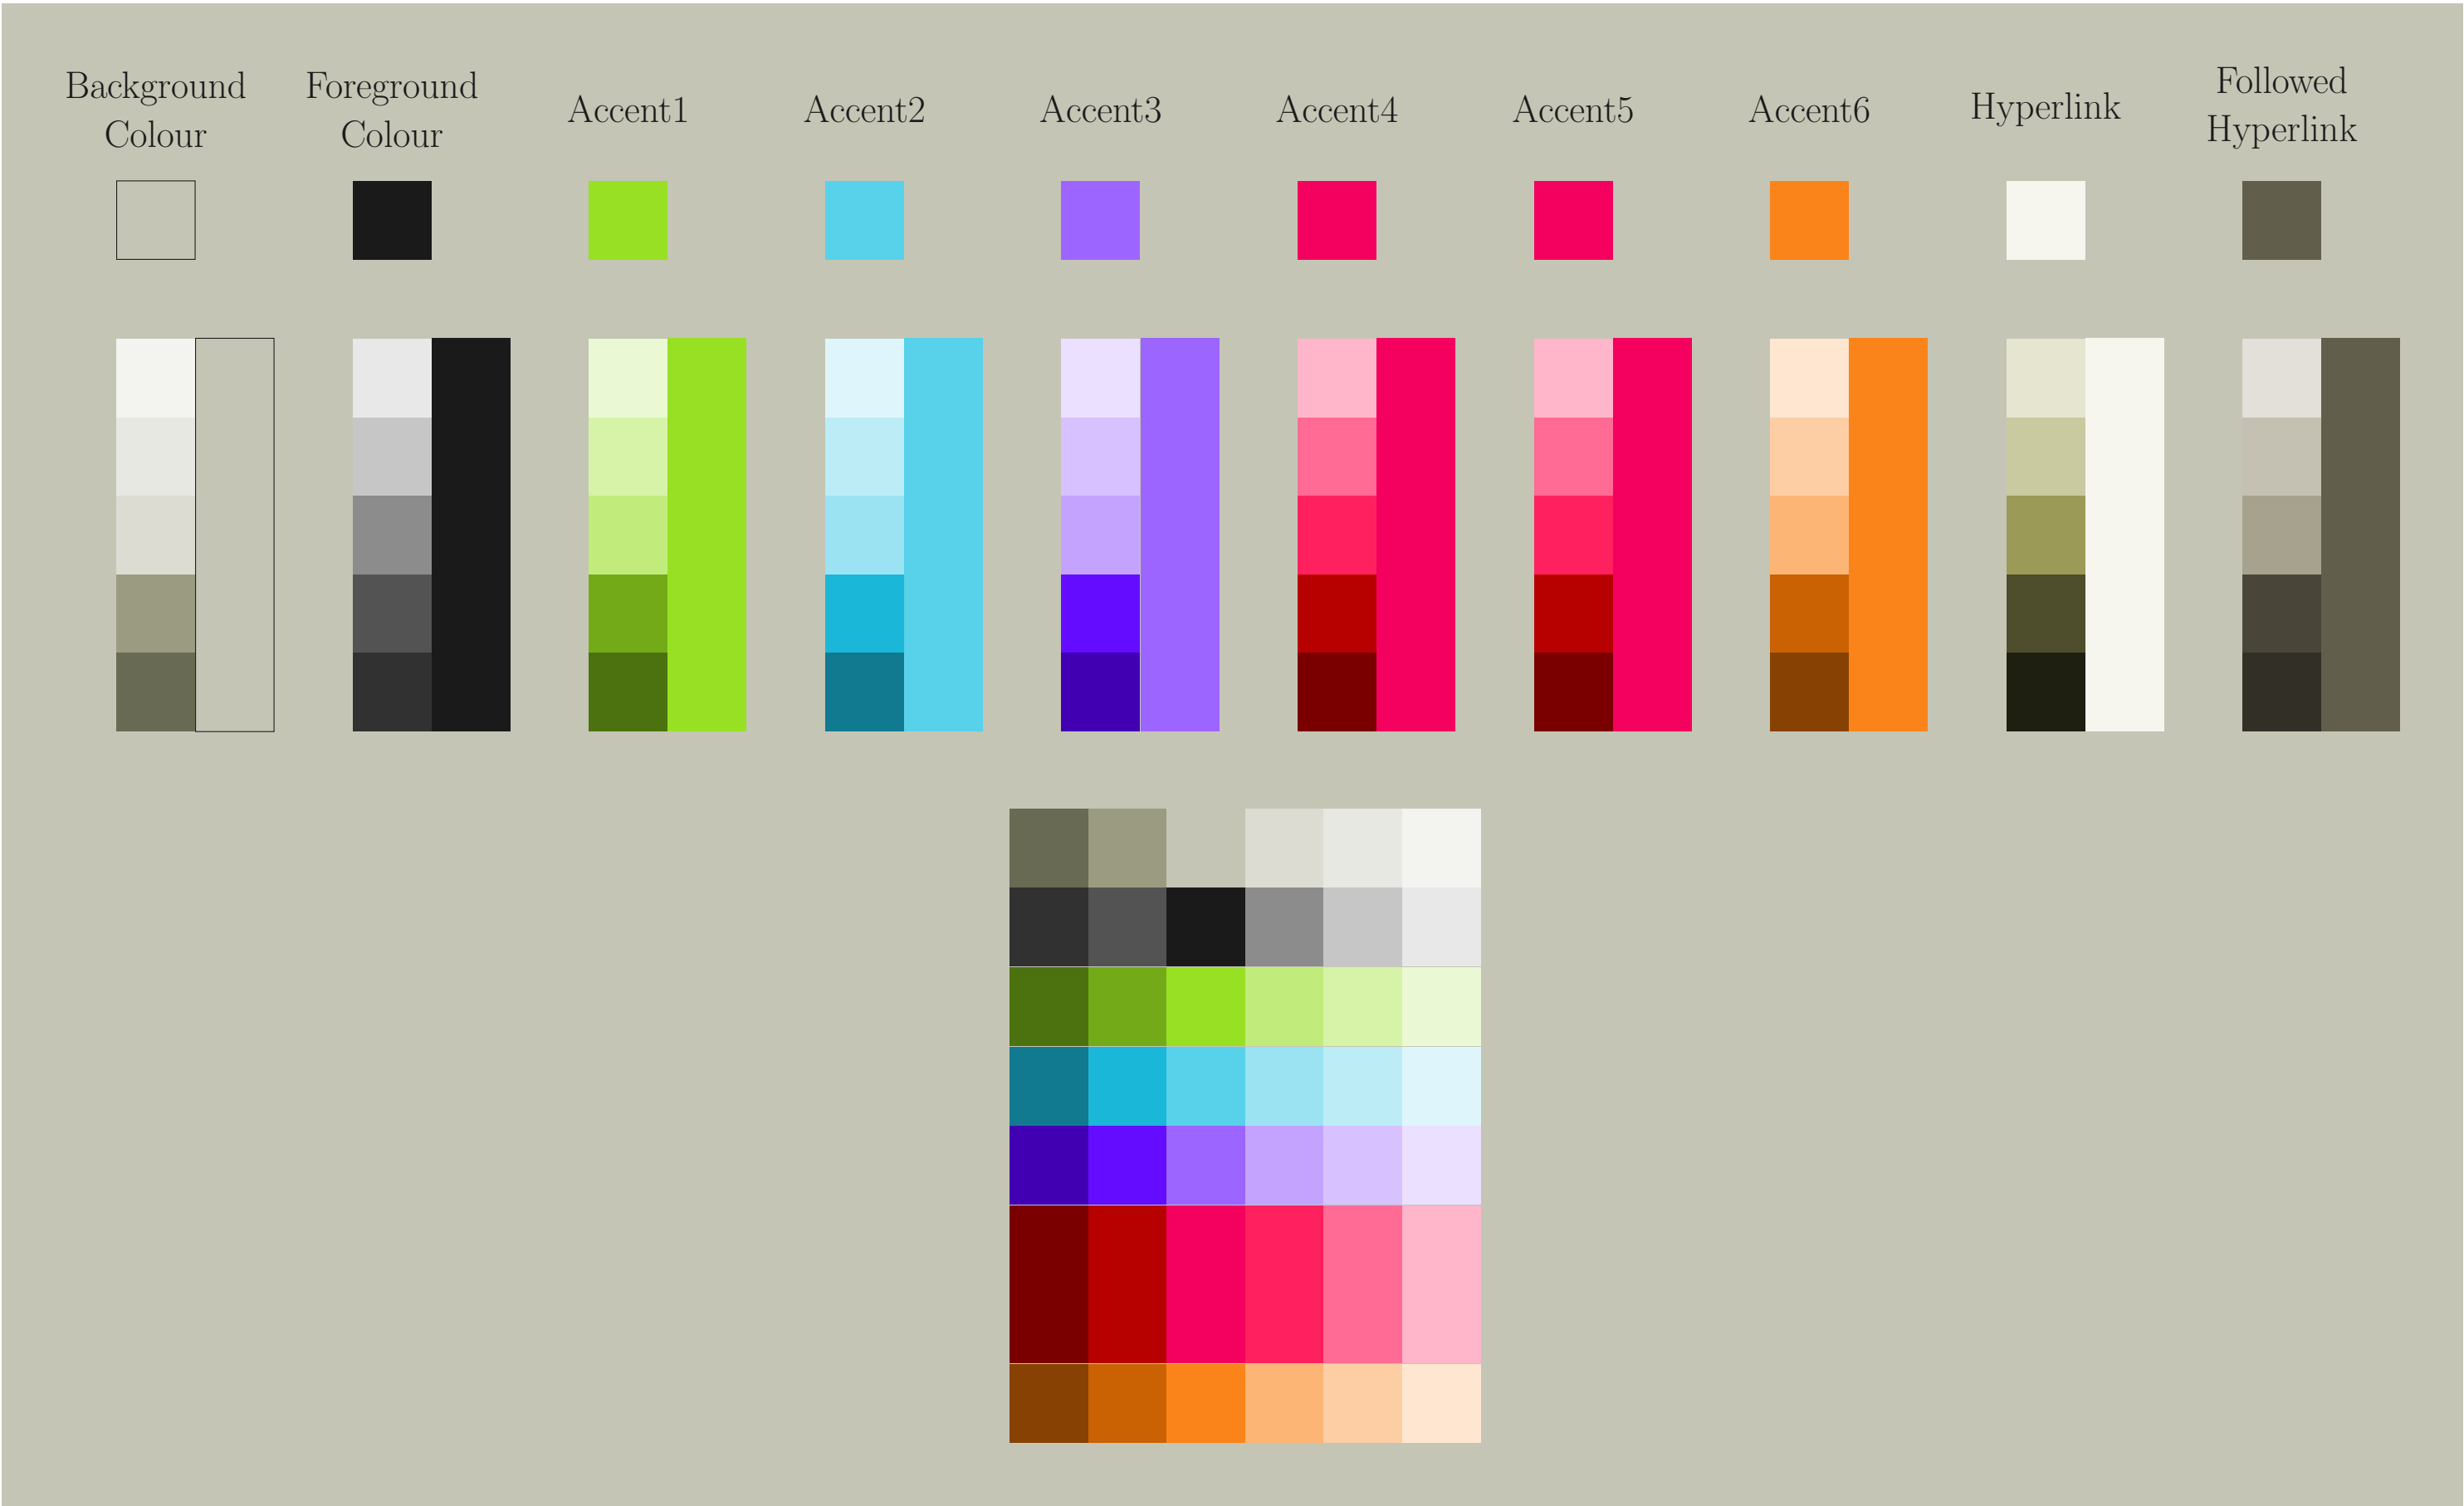 Background
Colour
Foreground
Colour
Accent1
Accent2
Accent3
Accent4
Accent5
Accent6
Hyperlink
Followed
Hyperlink